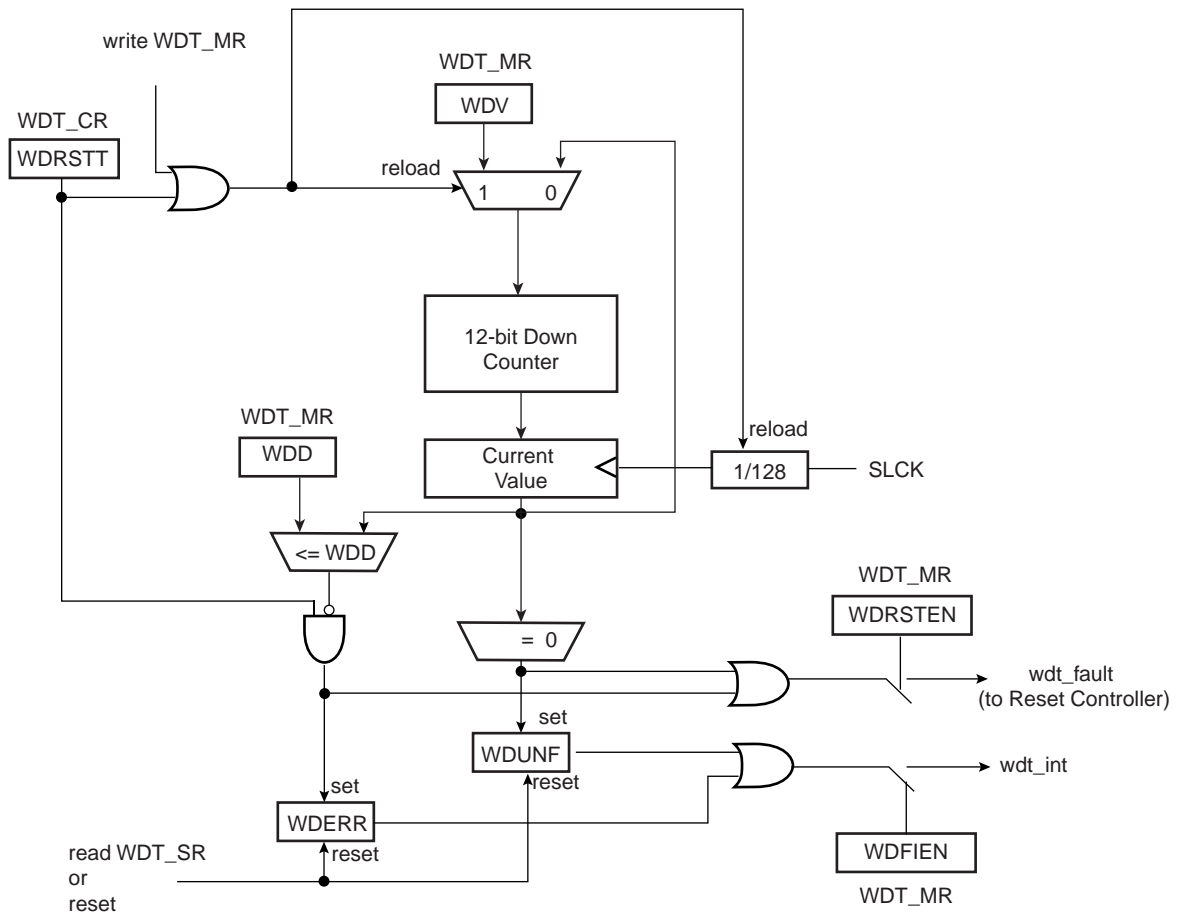 write WDT_MR
WDT_MR
WDV
WDT_CR
WDRSTT
reload
1 0
12-bit Down
Counter
WDT_MR
WDD
Current
Value
reload
1/128
SLCK
<= WDD
WDT_MR
WDRSTEN
= 0
wdt_fault
(to Reset Controller)
set
WDUNF
reset
wdt_int
set
WDERR
reset
WDFIEN
WDT_MR
read WDT_SR
or
reset